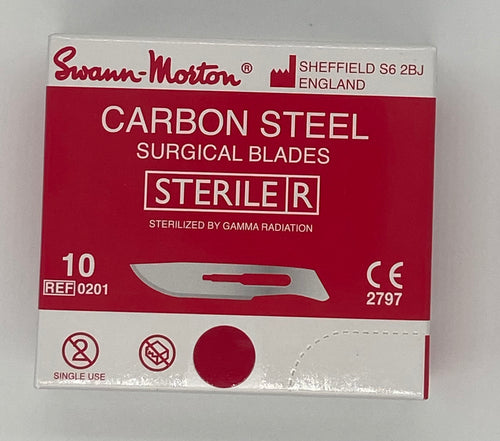 Swann-Morton®
SHEFFIELD S6 2BJ
ENGLAND
CARBON STEEL
SURGICAL BLADES
STERILE R
STERILIZED BY GAMMA RADIATION
10
REF 0201
CE
2797
2
SINGLE USE